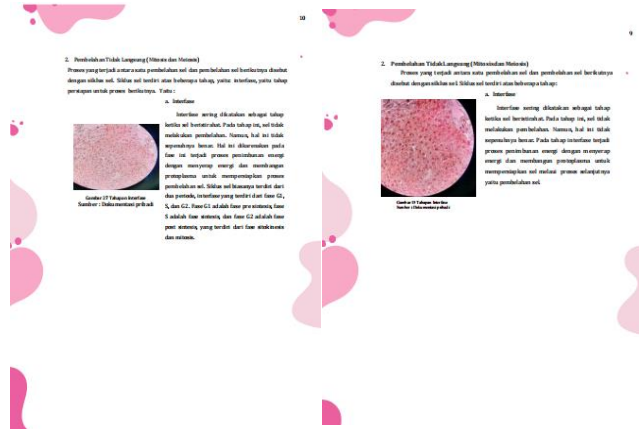 10
2. Pembelahan Tidak Langsung ( Mitosis dan Meiosis)
Proses yang terjadi antara satu pembelahan sel dan pembelahan sel berikutnya disebut
dengan siklus sel. Siklus sel terdiri atas beberapa tahap, yaitu interfase, yaitu tahap
persiapan untuk proses berikutnya. Yaitu :
a. Interfase
Interfase sering dikatakan sebagai tahap
ketika sel beristirahat. Pada tahap ini, sel tidak
melakukan pembelahan. Namun, hal ini tidak
sepenuhnya benar. Hal ini dikarenakan pada
fase ini terjadi proses penimbunan energi
dengan menyerap energi dan membangun
protoplasma untuk mempersiapkan proses
pembelahan sel. Siklus sel biasanya terdiri dari
dua periode, interfase yang terdiri dari fase G1,
S, dan G2. Fase G1 adalah fase pre sintesis, fase
S adalah fase sintesis, dan fase G2 adalah fase
post sintesis, yang terdiri dari fase sitokinesis
dan mitosis.
Gambar 17 Tahapan Interfase
Sumber : Dokumentasi pribadi
9
2. Pembelahan Tidak Langsung ( Mitosis dan Meiosis)
Proses yang terjadi antara satu pembelahan sel dan pembelahan sel berikutnya
disebut dengan siklus sel. Siklus sel terdiri atas beberapa tahap:
a. Interfase
Interfase sering dikatakan sebagai tahap
ketika sel beristirahat. Pada tahap ini, sel tidak
melakukan pembelahan. Namun, hal ini tidak
sepenuhnya benar. Pada tahap interfase terjadi
proses penimbunan energi dengan menyerap
energi dan membangun protoplasma untuk
mempersiapkan sel melalui proses selanjutnya
yaitu pembelahan sel.
Tahapan Interfase
Sumber : Dokumentasi pribadi